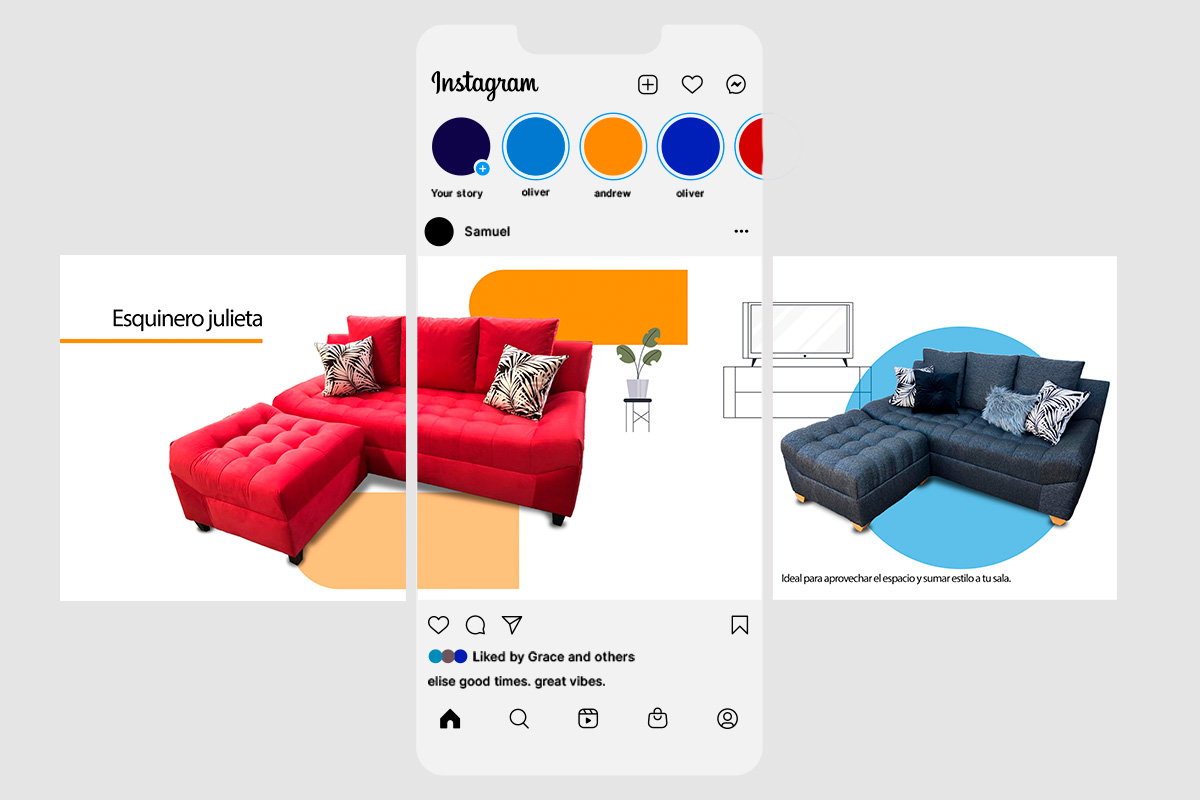 Instagram
Your story
oliver
andrew
oliver
Samuel
Esquinero julieta
Ideal para aprovechar el espacio y sumar estilo a tu sala.
Liked by Grace and others
elise good times. great vibes.